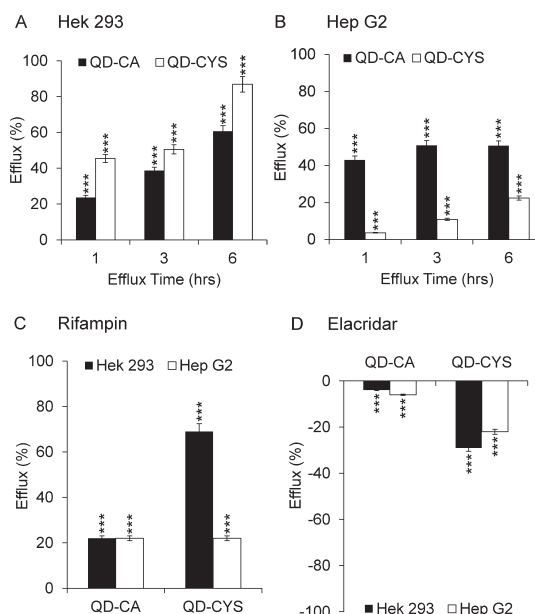 A Hek 293
QD-CA QD-CYS
Efflux (%)
100
80
60
40
20
0
***
***
***
***
***
***
1 3 6
Efflux Time (hrs)
B Hep G2
QD-CA QD-CYS
Efflux (%)
100
80
60
40
20
0
***
***
***
***
***
***
1 3 6
Efflux Time (hrs)
C Rifampin
Hek 293 Hep G2
Efflux (%)
100
80
60
40
20
0
***
***
***
***
QD-CA QD-CYS
D Elacridar
QD-CA QD-CYS
Efflux (%)
0
-20
-40
-60
-80
-100
***
***
***
***
Hek 293 Hep G2